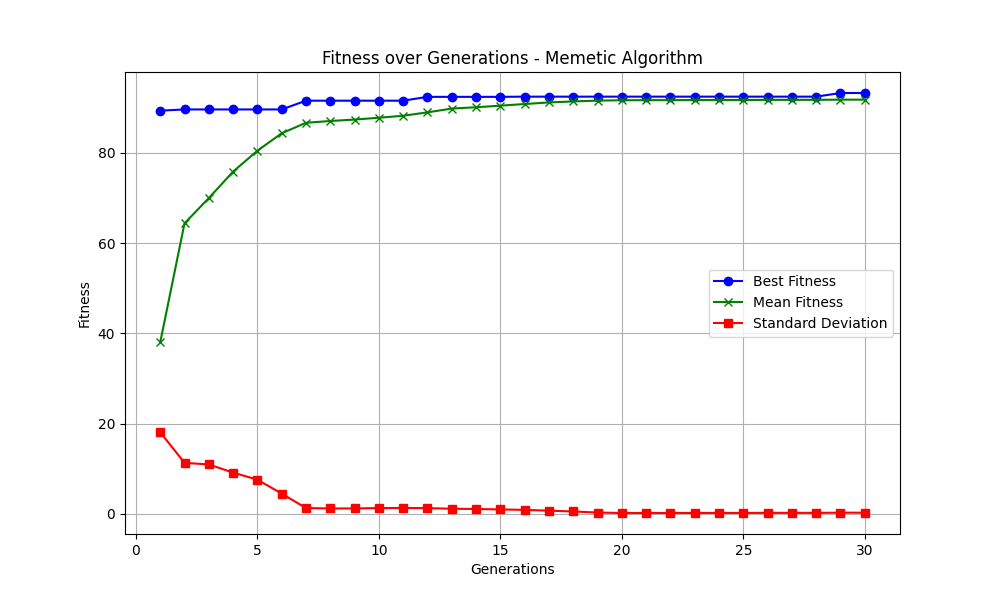 Fitness over Generations - Memetic Algorithm
Fitness
80
60
40
20
0
Best Fitness
Mean Fitness
Standard Deviation
0 5 10 15 20 25 30
Generations